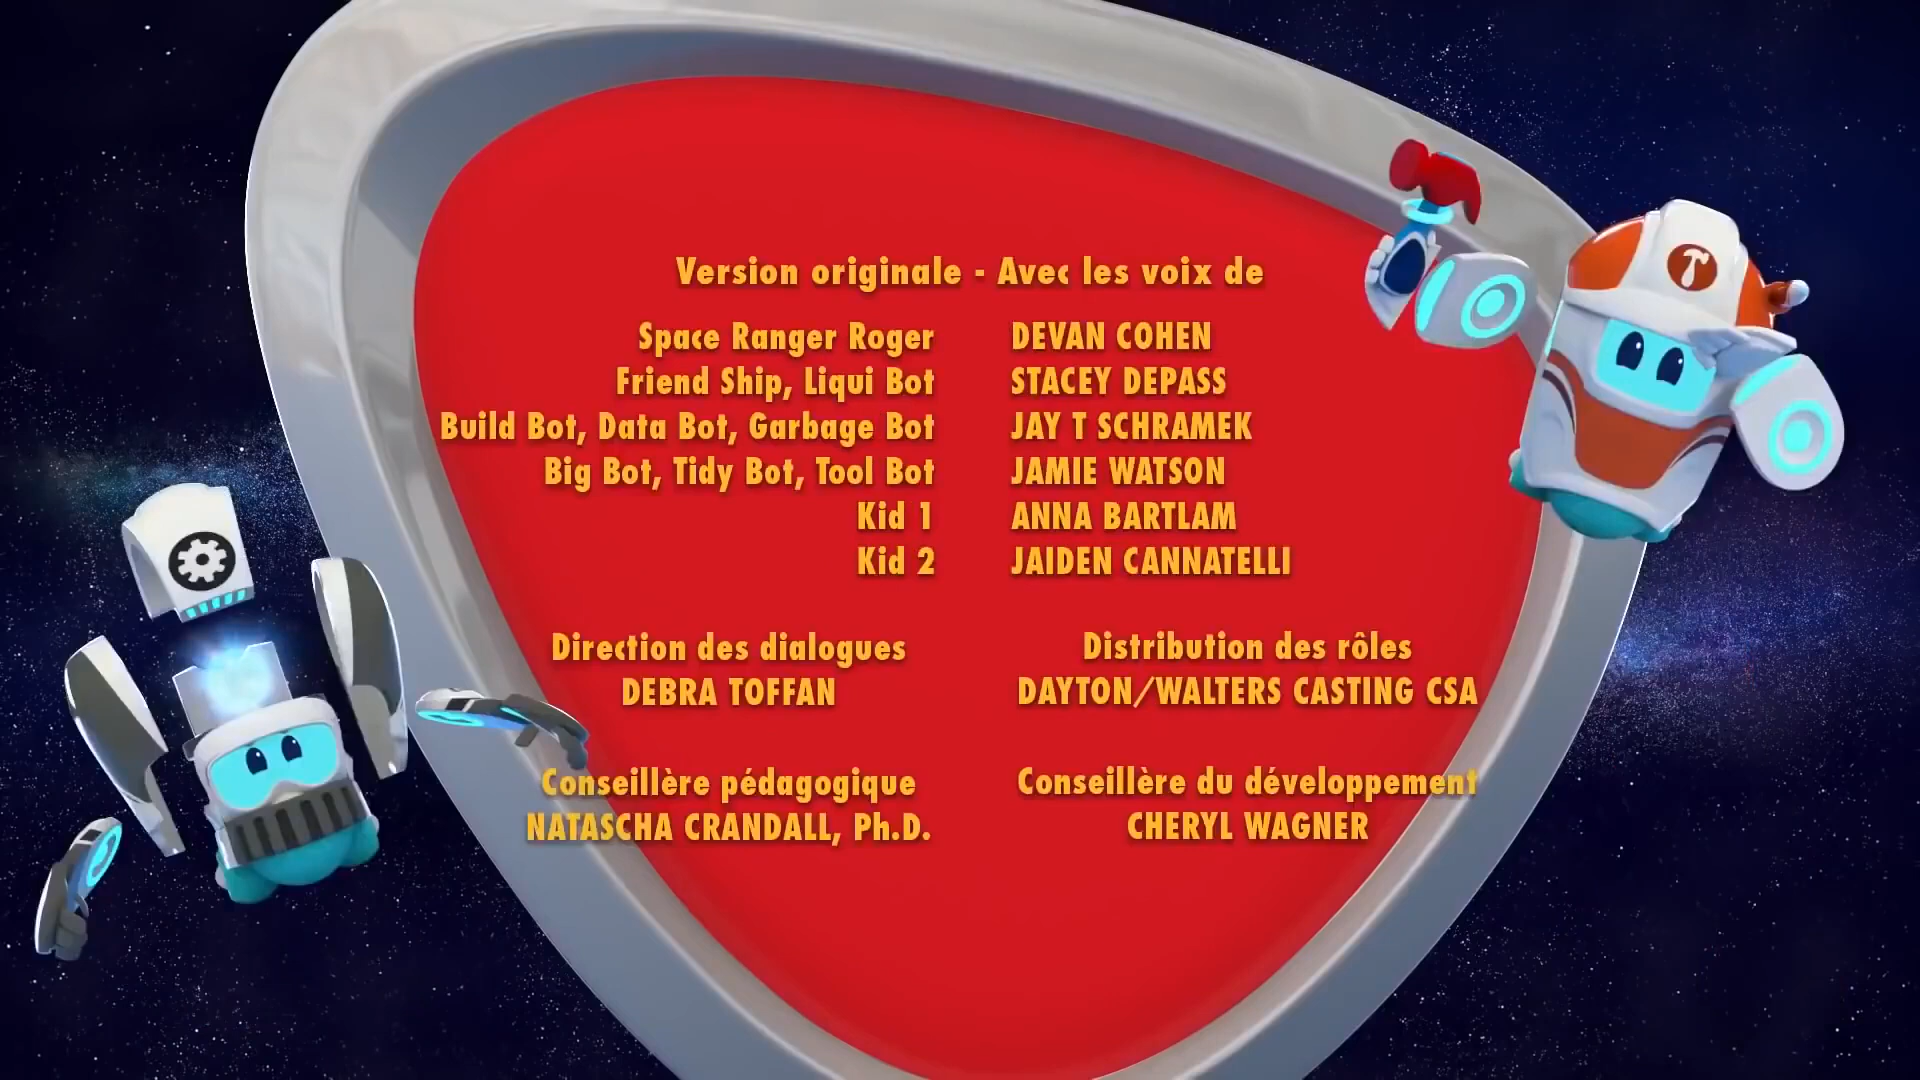 Version originale - Avec les voix de
Space Ranger Roger DEVAN COHEN
Friend Ship, Liqui Bot STACEY DEPASS
Build Bot, Data Bot, Garbage Bot JAY T SCHRAMEK
Big Bot, Tidy Bot, Tool Bot JAMIE WATSON
Kid 1 ANNA BARTLAM
Kid 2 JAIDEN CANNATELLI
Direction des dialogues
DEBRA TOFFAN
Distribution des rôles
DAYTON/WALTERS CASTING CSA
Conseillère pédagogique
NATASCHA CRANDALL, Ph.D.
Conseillère du développement
CHERYL WAGNER